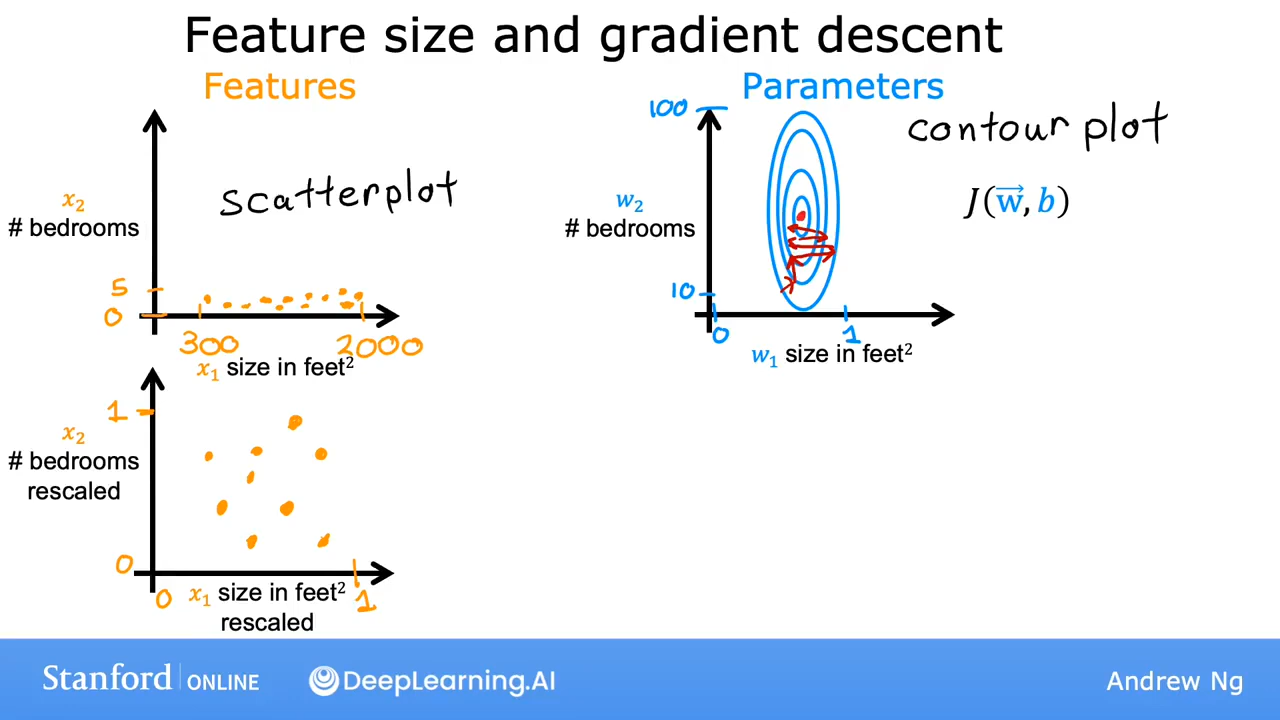 Feature size and gradient descent
Features
x₂
# bedrooms
scatterplot
5
0
300
2000
x₁ size in feet²
1
x₂
# bedrooms
rescaled
0
0
x₁ size in feet²
rescaled
1
Parameters
100
contour plot
w₂
# bedrooms
J(w⃗, b)
10
0
1
w₁ size in feet²
Stanford ONLINE
DeepLearning.AI
Andrew Ng